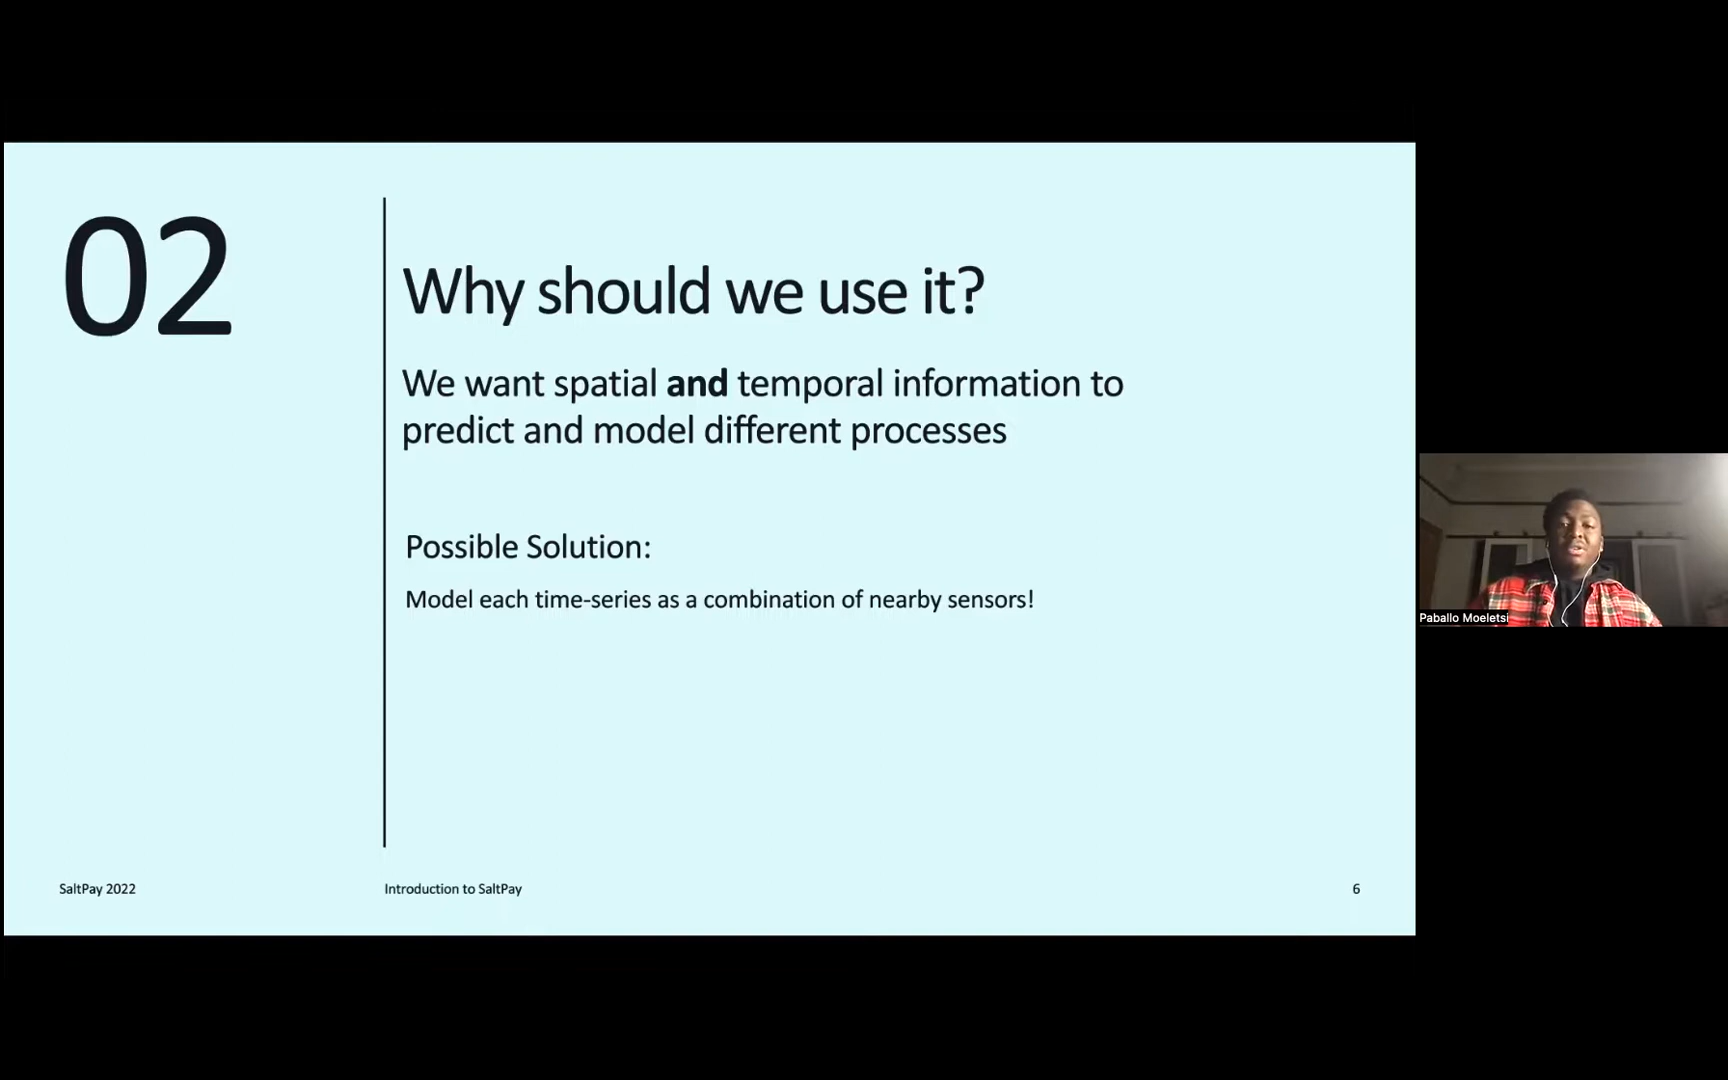 02
Why should we use it?
We want spatial and temporal information to
predict and model different processes
Possible Solution:
Model each time-series as a combination of nearby sensors!
SaltPay 2022
Introduction to SaltPay
6
Paballo Moeletsi